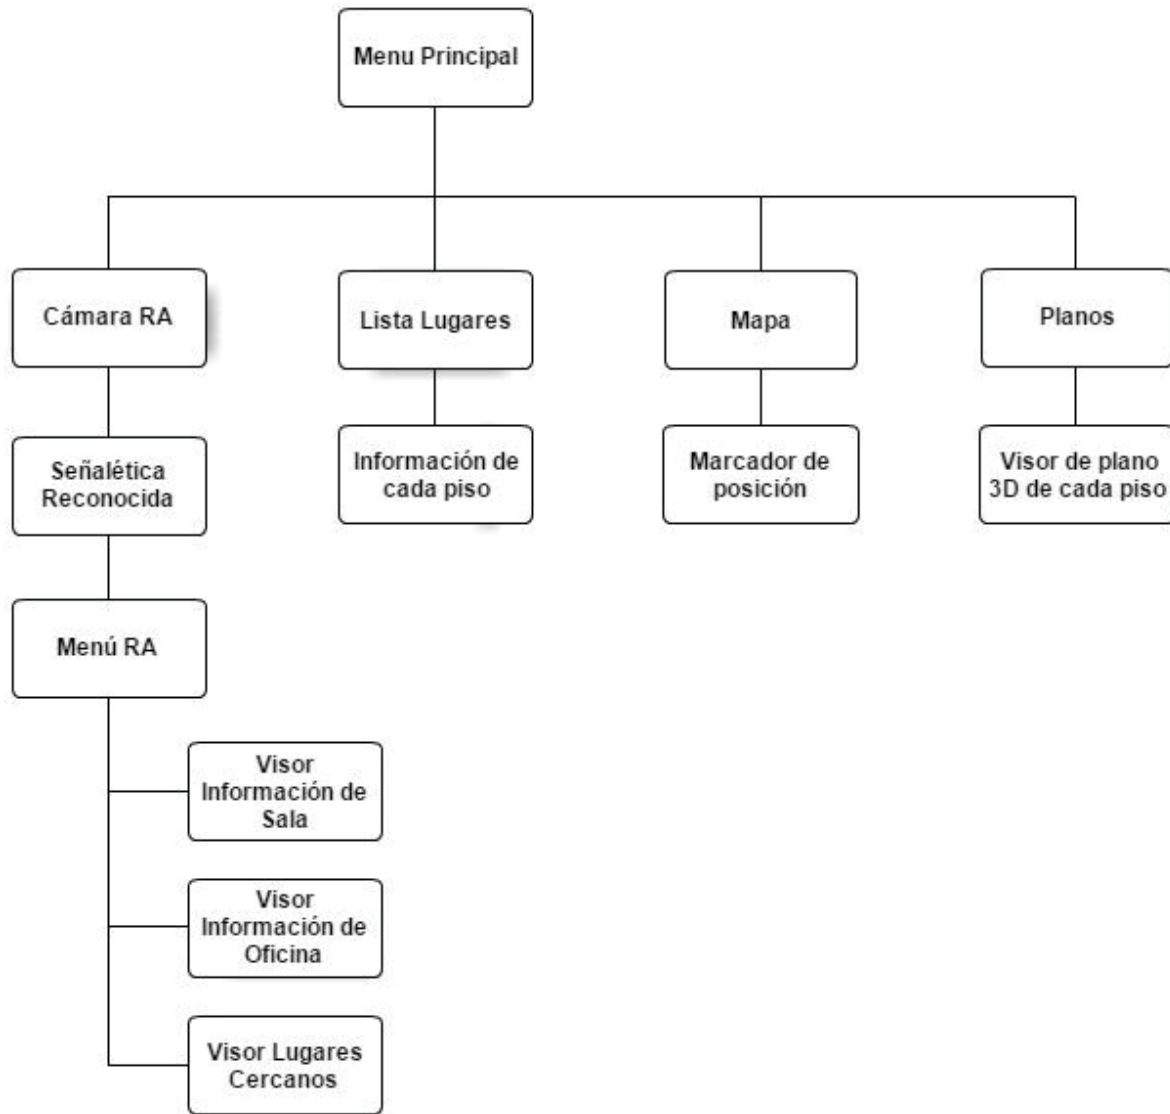 Menu Principal
Cámara RA
Lista Lugares
Mapa
Planos
Señalética
Reconocida
Información de
cada piso
Marcador de
posición
Visor de plano
3D de cada piso
Menú RA
Visor
Información de
Sala
Visor
Información de
Oficina
Visor Lugares
Cercanos